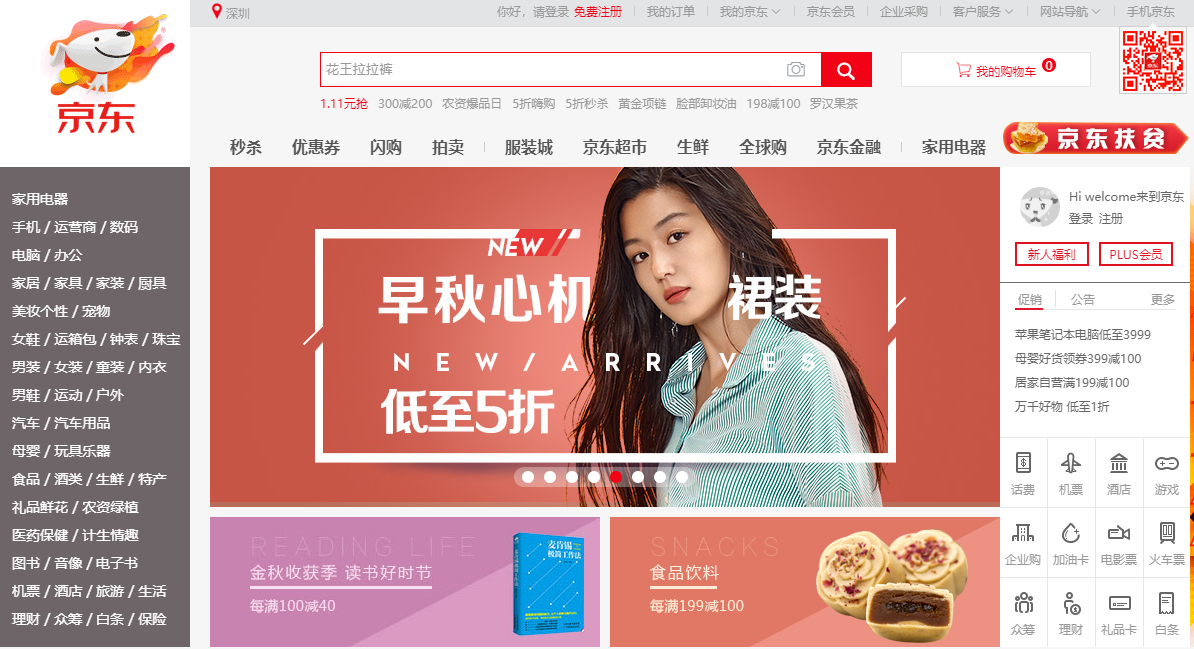 深圳
你好，请登录 免费注册
我的订单
我的京东
京东会员
企业采购
客户服务
网站导航
手机京东
京东
花王拉拉裤
我的购物车 0
1.11元抢 300减200 农资爆品日 5折嗨购 5折秒杀 黄金项链 脸部卸妆油 198减100 罗汉果茶
秒杀 优惠券 闪购 拍卖 服装城 京东超市 生鲜 全球购 京东金融 家用电器
京东扶贫
家用电器
手机 / 运营商 / 数码
电脑 / 办公
家居 / 家具 / 家装 / 厨具
美妆个性 / 宠物
女鞋 / 运箱包 / 钟表 / 珠宝
男装 / 女装 / 童装 / 内衣
男鞋 / 运动 / 户外
汽车 / 汽车用品
母婴 / 玩具乐器
食品 / 酒类 / 生鲜 / 特产
礼品鲜花 / 农资绿植
医药保健 / 计生情趣
图书 / 音像 / 电子书
机票 / 酒店 / 旅游 / 生活
理财 / 众筹 / 白条 / 保险
NEW
早秋心机裙装
NEW/ARRIVES
低至5折
READING LIFE
金秋收获季 读书好时节
每满100减40
麦肯锡
极简工作法
SNACKS
食品饮料
每满199减100
Hi welcome来到京东
登录 注册
新人福利 PLUS会员
促销 公告 更多
苹果笔记本电脑低至3999
母婴好货领券399减100
居家自营满199减100
万千好物 低至1折
话费 机票 酒店 游戏
企业购 加油卡 电影票 火车票
众筹 理财 礼品卡 白条